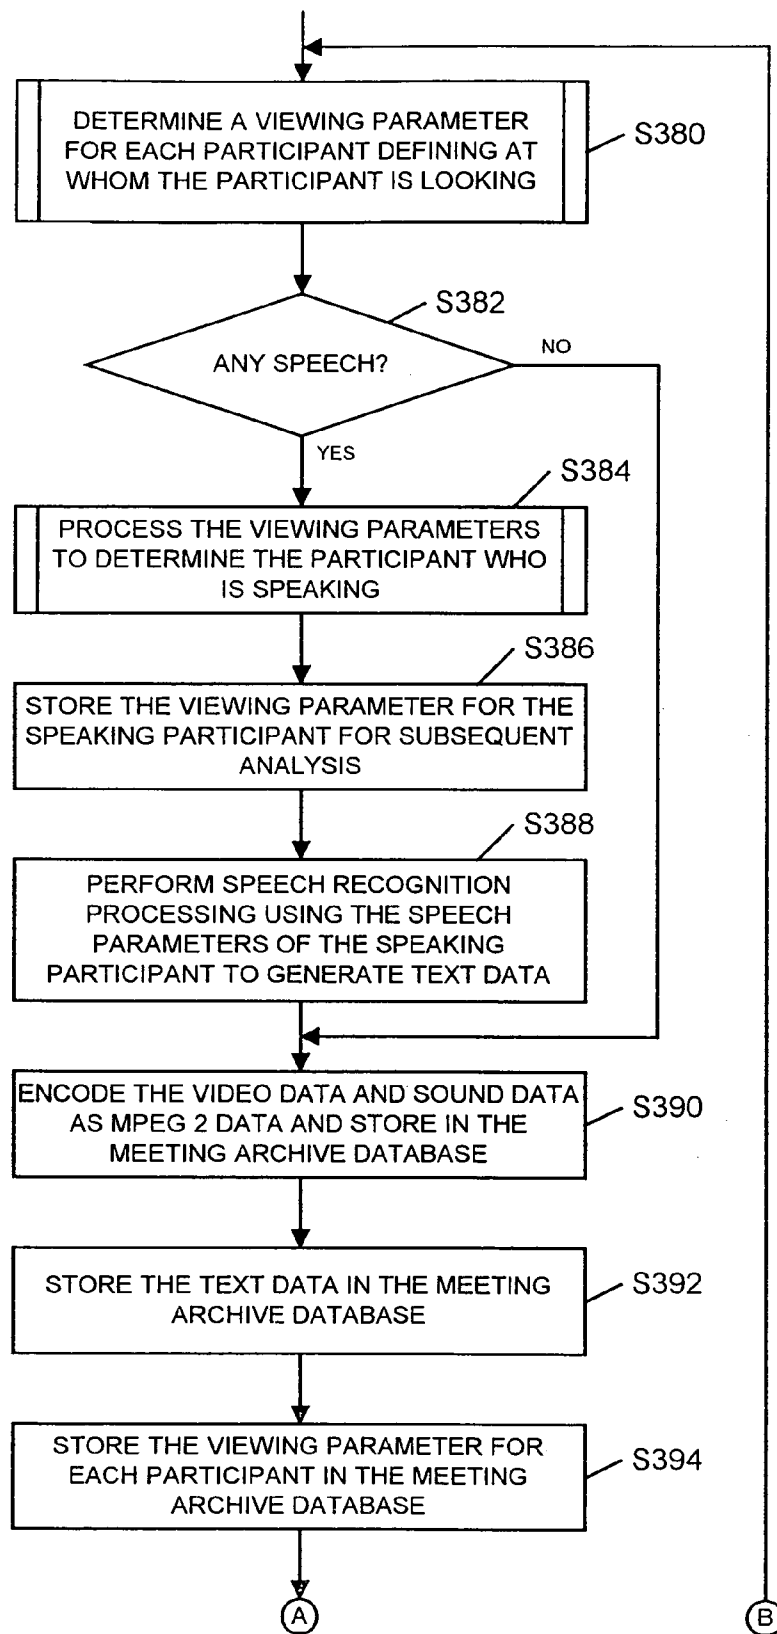 DETERMINE A VIEWING PARAMETER
FOR EACH PARTICIPANT DEFINING AT
WHOM THE PARTICIPANT IS LOOKING
S380
S382
ANY SPEECH?
NO
YES
S384
PROCESS THE VIEWING PARAMETERS
TO DETERMINE THE PARTICIPANT WHO
IS SPEAKING
S386
STORE THE VIEWING PARAMETER FOR THE
SPEAKING PARTICIPANT FOR SUBSEQUENT
ANALYSIS
S388
PERFORM SPEECH RECOGNITION
PROCESSING USING THE SPEECH
PARAMETERS OF THE SPEAKING
PARTICIPANT TO GENERATE TEXT DATA
ENCODE THE VIDEO DATA AND SOUND DATA
AS MPEG 2 DATA AND STORE IN THE
MEETING ARCHIVE DATABASE
S390
STORE THE TEXT DATA IN THE MEETING
ARCHIVE DATABASE
S392
STORE THE VIEWING PARAMETER FOR
EACH PARTICIPANT IN THE MEETING
ARCHIVE DATABASE
S394
A
B